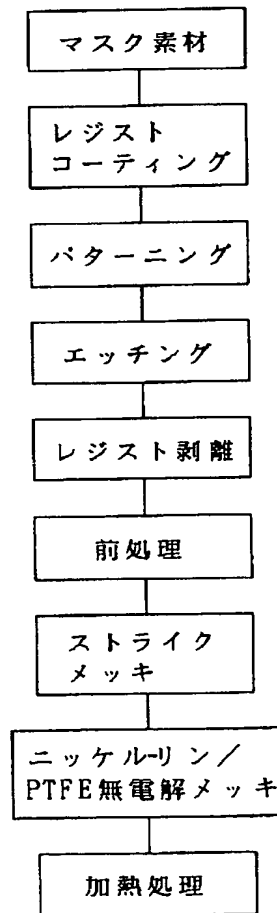 マスク素材
レジスト
コーティング
パターニング
エッチング
レジスト剥離
前処理
ストライク
メッキ
ニッケル-リン/
PTFE無電解メッキ
加熱処理